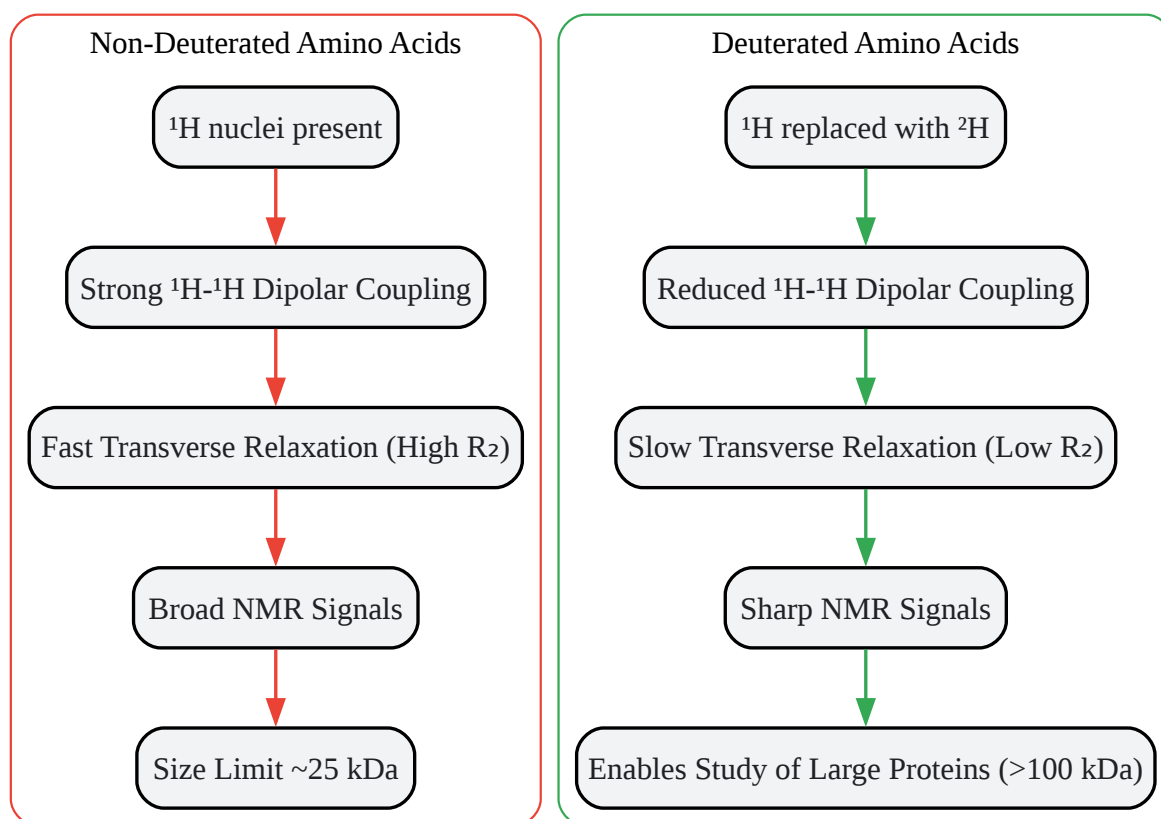 Non-Deuterated Amino Acids
¹H nuclei present
Strong ¹H-¹H Dipolar Coupling
Fast Transverse Relaxation (High R₂)
Broad NMR Signals
Size Limit ~25 kDa
Deuterated Amino Acids
¹H replaced with ²H
Reduced ¹H-¹H Dipolar Coupling
Slow Transverse Relaxation (Low R₂)
Sharp NMR Signals
Enables Study of Large Proteins (>100 kDa)